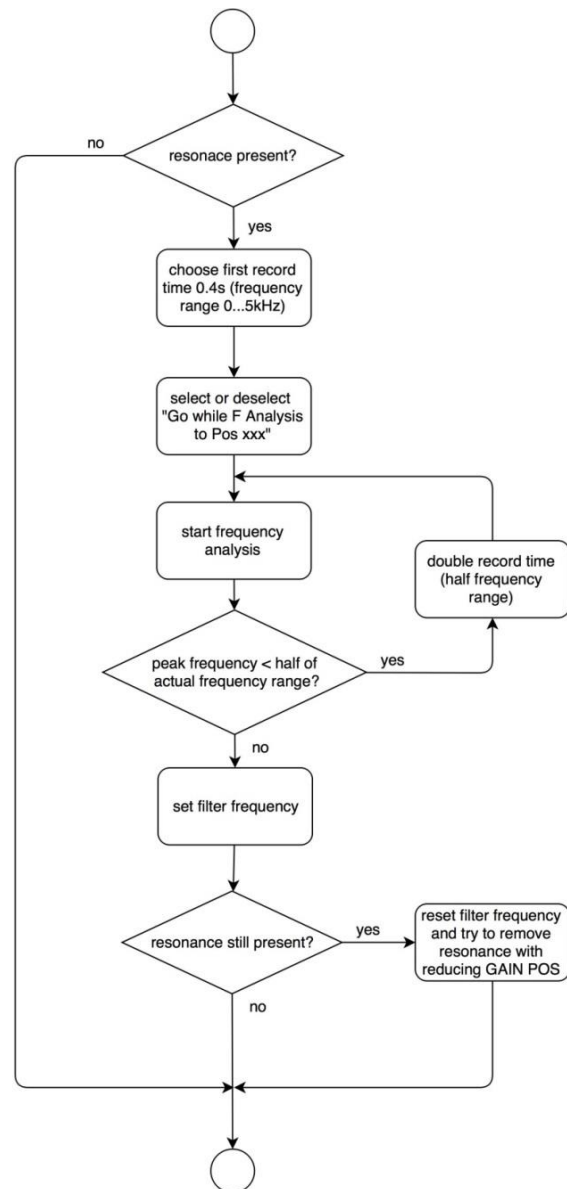 no
resonace present?
yes
choose first record
time 0.4s (frequency
range 0...5kHz)
select or deselect
"Go while F Analysis
to Pos xxx"
start frequency
analysis
double record time
(half frequency
range)
peak frequency < half of
actual frequency range?
yes
no
set filter frequency
resonance still present?
yes
reset filter frequency
and try to remove
resonance with
reducing GAIN POS
no